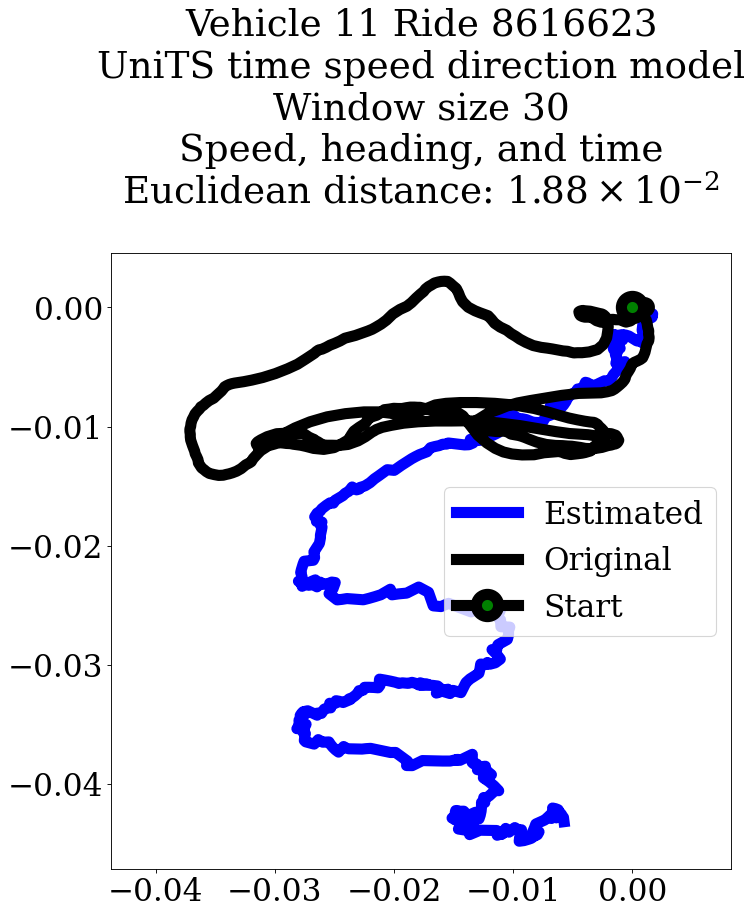 Vehicle 11 Ride 8616623
UniTS time speed direction model
Window size 30
Speed, heading, and time
Euclidean distance: 1.88 × 10⁻²
0.00
−0.01
−0.02
−0.03
−0.04
Estimated
Original
Start
−0.04 −0.03 −0.02 −0.01 0.00